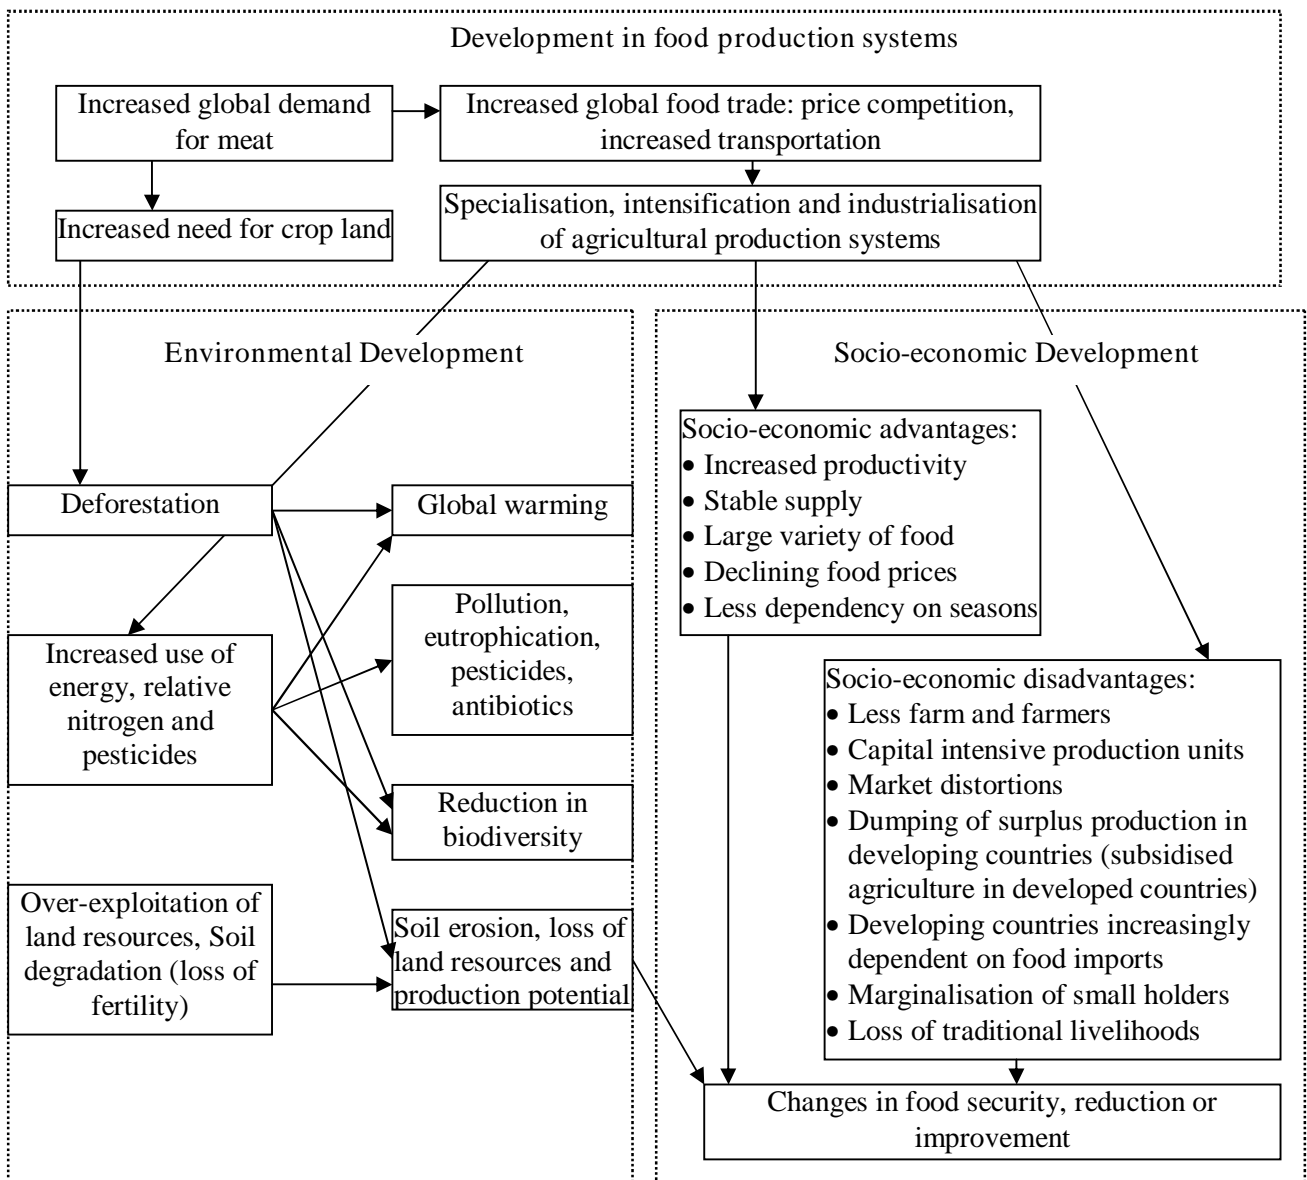 Development in food production systems
Increased global demand
for meat
Increased global food trade: price competition,
increased transportation
Increased need for crop land
Specialisation, intensification and industrialisation
of agricultural production systems
Environmental Development
Deforestation
Global warming
Increased use of
energy, relative
nitrogen and
pesticides
Pollution,
eutrophication,
pesticides,
antibiotics
Reduction in
biodiversity
Over-exploitation of
land resources, Soil
degradation (loss of
fertility)
Soil erosion, loss of
land resources and
production potential
Socio-economic Development
Socio-economic advantages:
• Increased productivity
• Stable supply
• Large variety of food
• Declining food prices
• Less dependency on seasons
Socio-economic disadvantages:
• Less farm and farmers
• Capital intensive production units
• Market distortions
• Dumping of surplus production in
developing countries (subsidised
agriculture in developed countries)
• Developing countries increasingly
dependent on food imports
• Marginalisation of small holders
• Loss of traditional livelihoods
Changes in food security, reduction or
improvement